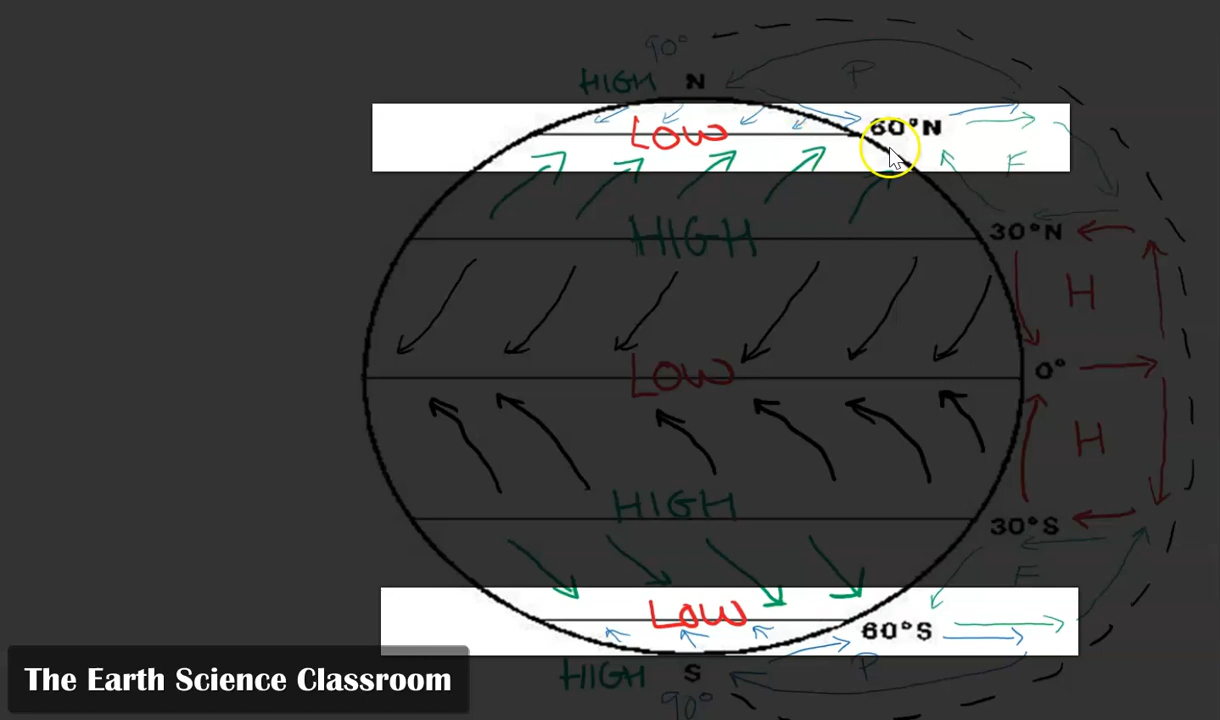 90°
HIGH N
P
LOW 60°N
F
HIGH 30°N
H
LOW 0°
H
HIGH
30°S
F
LOW 60°S
HIGH S P
90°
The Earth Science Classroom